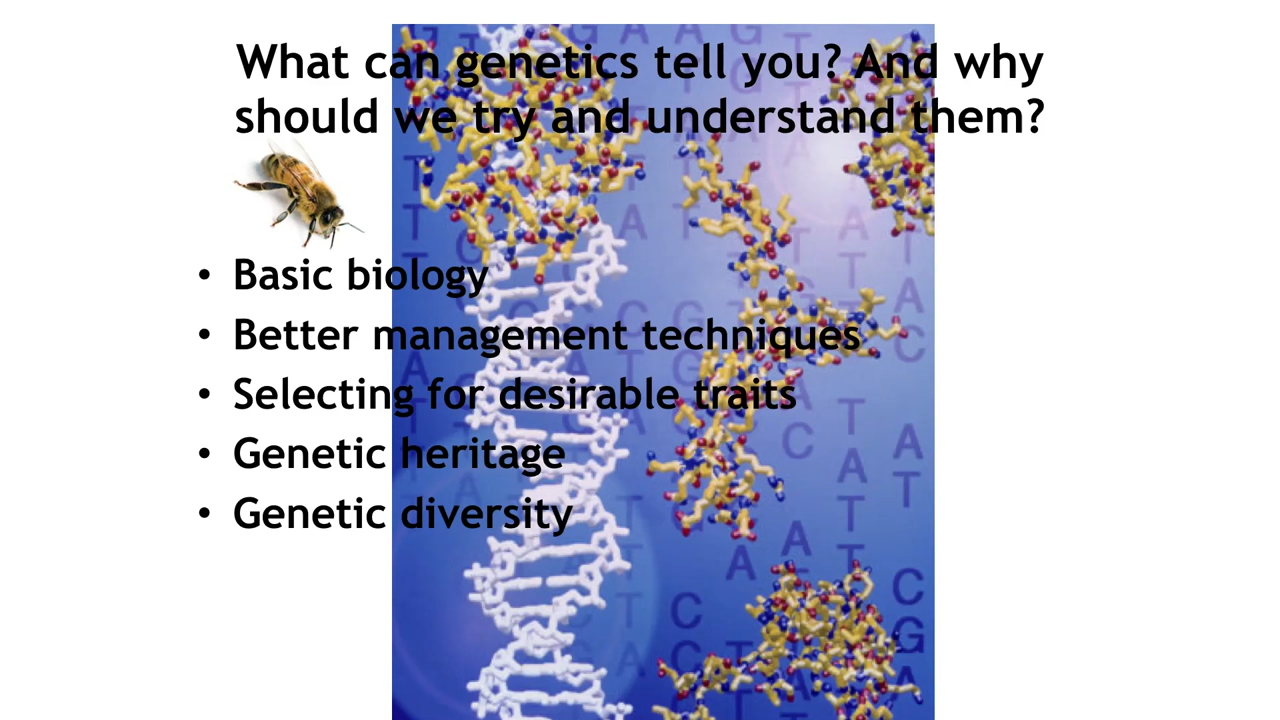 What can genetics tell you? And why
should we try and understand them?
• Basic biology
• Better management techniques
• Selecting for desirable traits
• Genetic heritage
• Genetic diversity